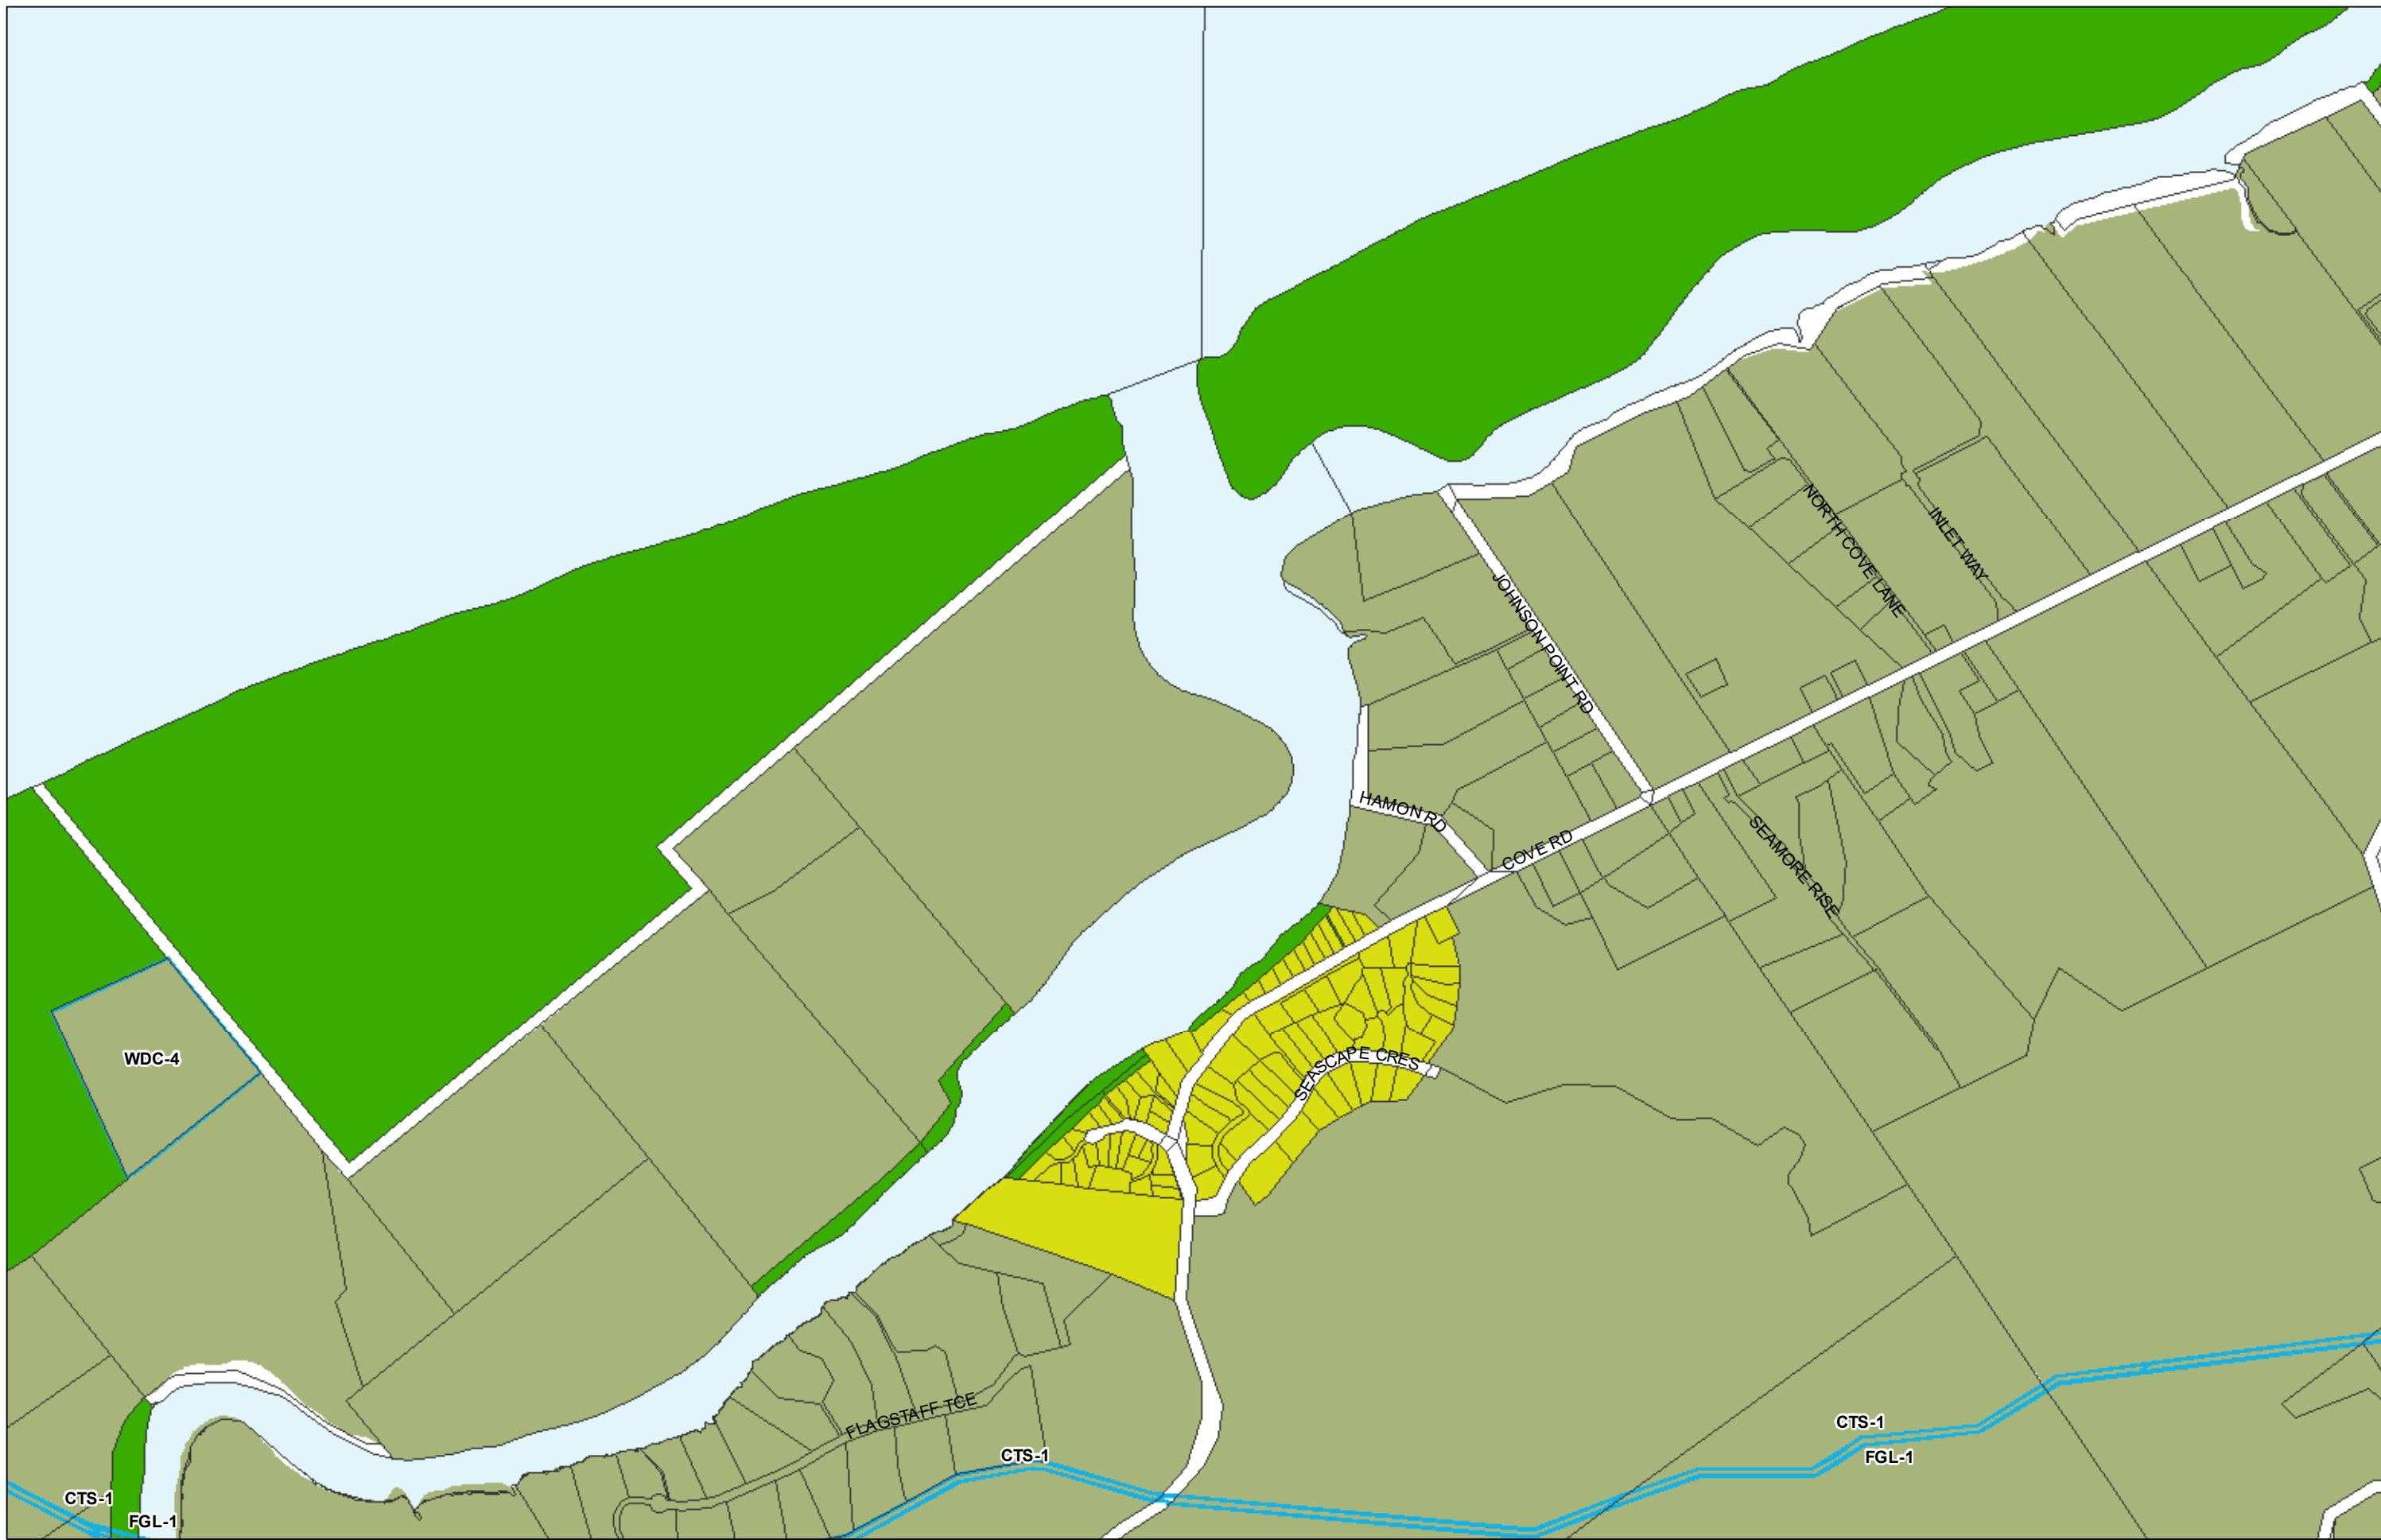 NORTH COVE LANE
INLET WAY
JOHNSON POINT RD
HAMON RD
COVE RD
SEAMORE RISE
WDC-4
SEASCAPE CRES
FLAGSTAFF TCE
CTS-1
CTS-1
FGL-1
CTS-1
FGL-1